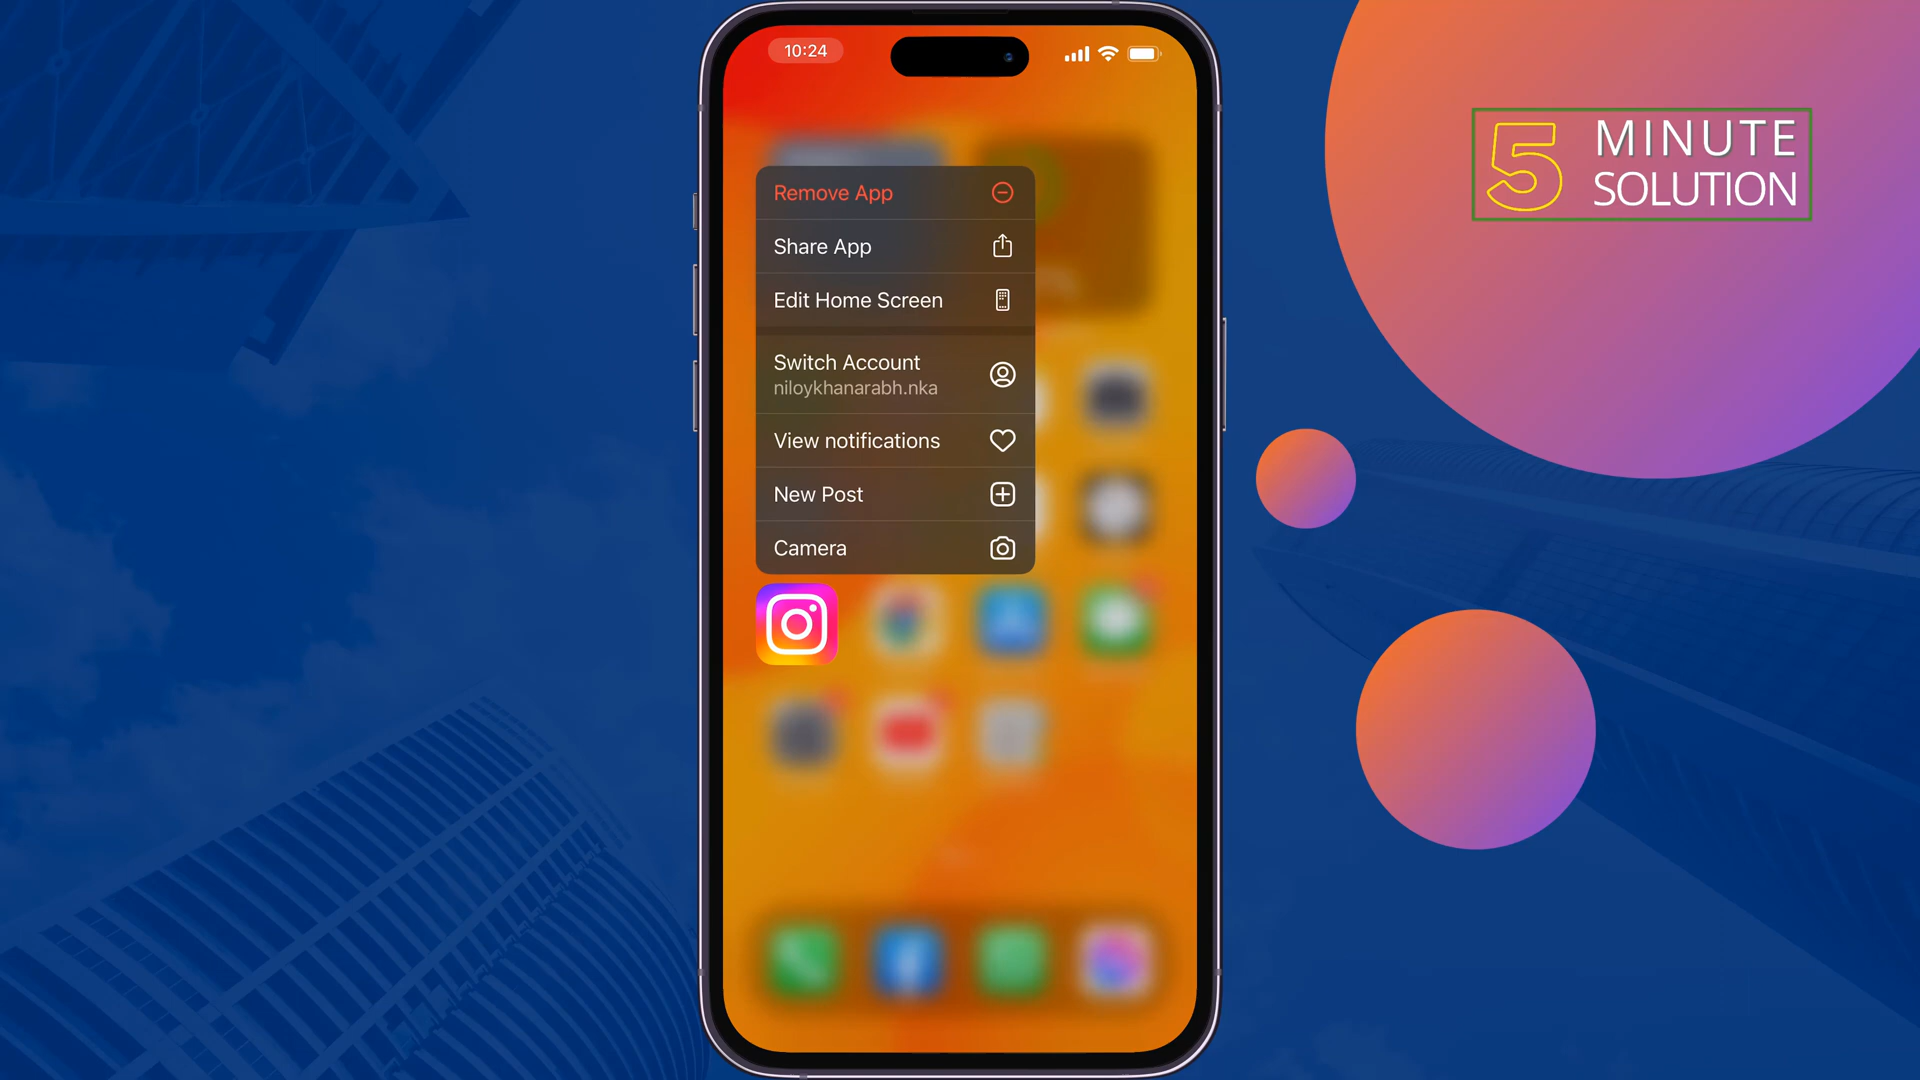 10:24
Remove App
Share App
Edit Home Screen
Switch Account
niloykhanarabh.nka
View notifications
New Post
Camera
5 MINUTE
SOLUTION